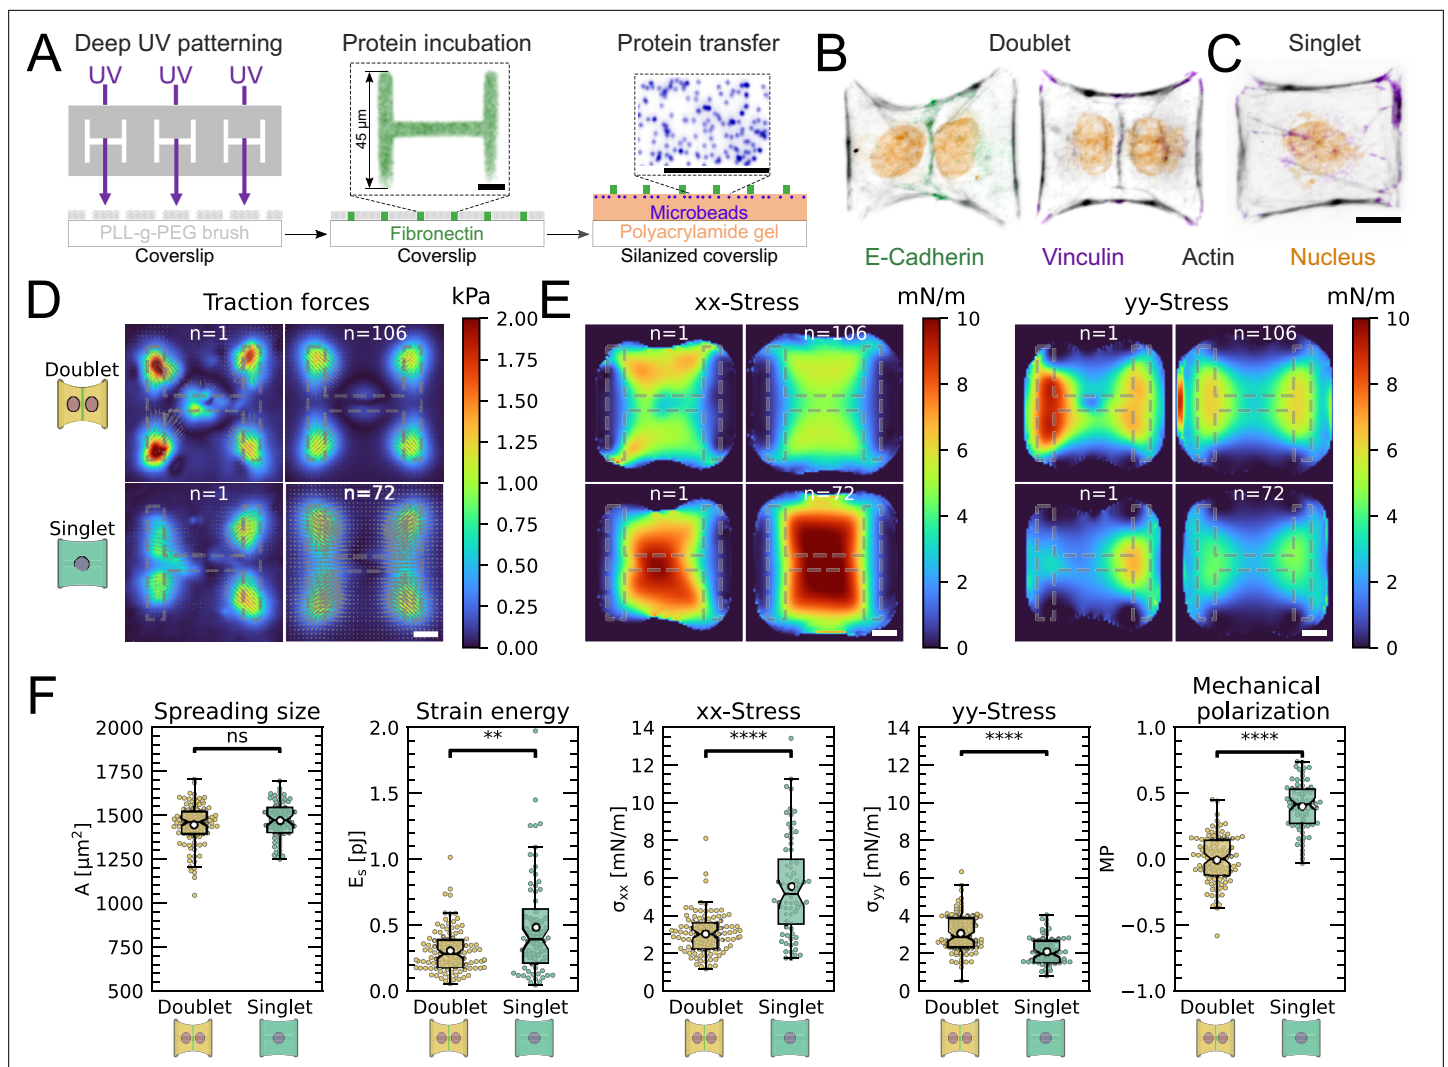 A
Deep UV patterning
UV UV UV
PLL-g-PEG brush
Coverslip
Protein incubation
45 μm
Fibronectin
Coverslip
Protein transfer
Microbeads
Polyacrylamide gel
Silanized coverslip
B
Doublet
C
Singlet
E-Cadherin Vinculin Actin Nucleus
D
Traction forces
kPa
Doublet
n=1 n=106
Singlet
n=1 n=72
2.00
1.75
1.50
1.25
1.00
0.75
0.50
0.25
0.00
E
xx-Stress
mN/m
n=1 n=106
n=1 n=72
10
8
6
4
2
0
yy-Stress
mN/m
n=1 n=106
n=1 n=72
10
8
6
4
2
0
F
Spreading size
ns
A [μm²]
2000
1750
1500
1250
1000
750
500
Doublet Singlet
Strain energy
**
Es [pJ]
2.0
1.5
1.0
0.5
0.0
Doublet Singlet
xx-Stress
****
σxx [mN/m]
14
12
10
8
6
4
2
0
Doublet Singlet
yy-Stress
****
σyy [mN/m]
14
12
10
8
6
4
2
0
Doublet Singlet
Mechanical
polarization
****
MP
1.0
0.5
0.0
−0.5
−1.0
Doublet Singlet